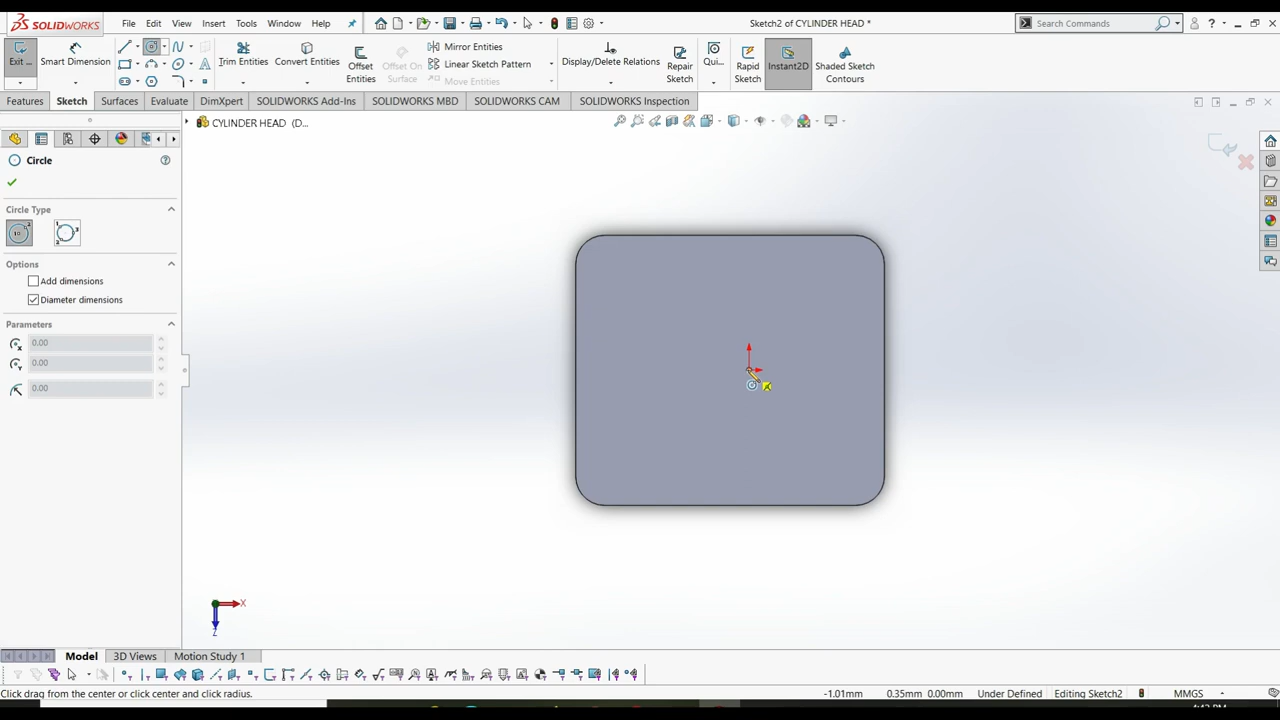 SOLIDWORKS File Edit View Insert Tools Window Help Sketch2 of CYLINDER HEAD * Search Commands
Exit ... Smart Dimension Trim Entities Convert Entities Offset Entities Offset On Surface Mirror Entities Display/Delete Relations Repair Sketch Qui... Rapid Sketch Instant2D Shaded Sketch Contours
Linear Sketch Pattern
Move Entities
Features Sketch Surfaces Evaluate DimXpert SOLIDWORKS Add-Ins SOLIDWORKS MBD SOLIDWORKS CAM SOLIDWORKS Inspection
CYLINDER HEAD (D...
Circle
Circle Type
Options
Add dimensions
Diameter dimensions
Parameters
0.00
0.00
0.00
X
Z
Model 3D Views Motion Study 1
Click drag from the center or click center and click radius. -1.01mm 0.35mm 0.00mm Under Defined Editing Sketch2 MMGS